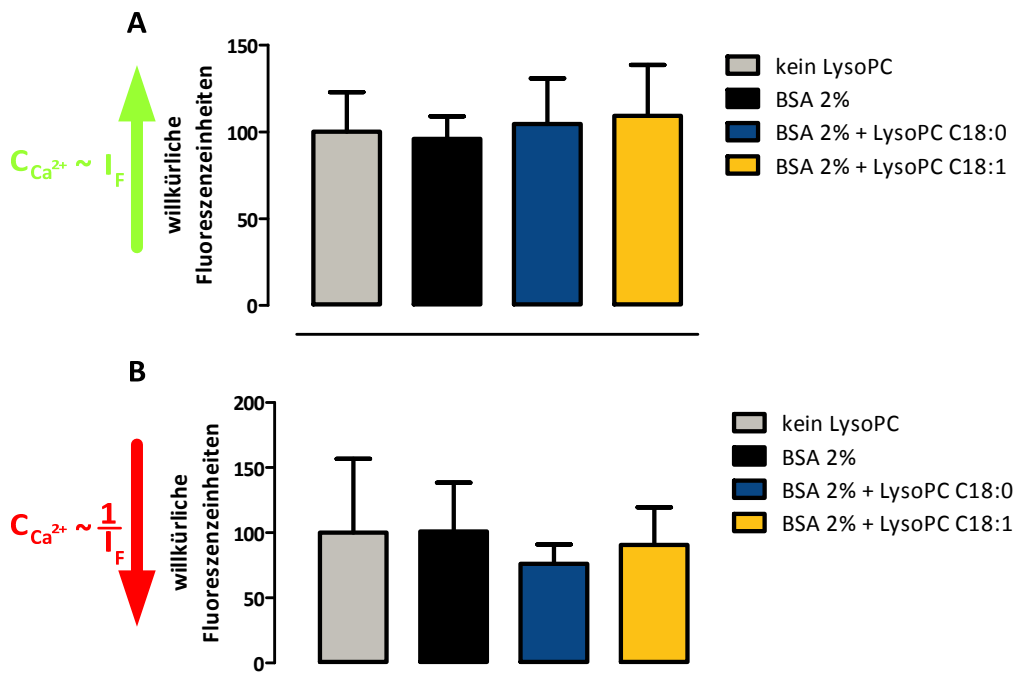 A
150
100
50
0
willkürliche
Fluoreszenzeinheiten
C Ca²⁺ ~ I F
kein LysoPC
BSA 2%
BSA 2% + LysoPC C18:0
BSA 2% + LysoPC C18:1
B
200
150
100
50
0
willkürliche
Fluoreszenzeinheiten
C Ca²⁺ ~ 1
I F
kein LysoPC
BSA 2%
BSA 2% + LysoPC C18:0
BSA 2% + LysoPC C18:1